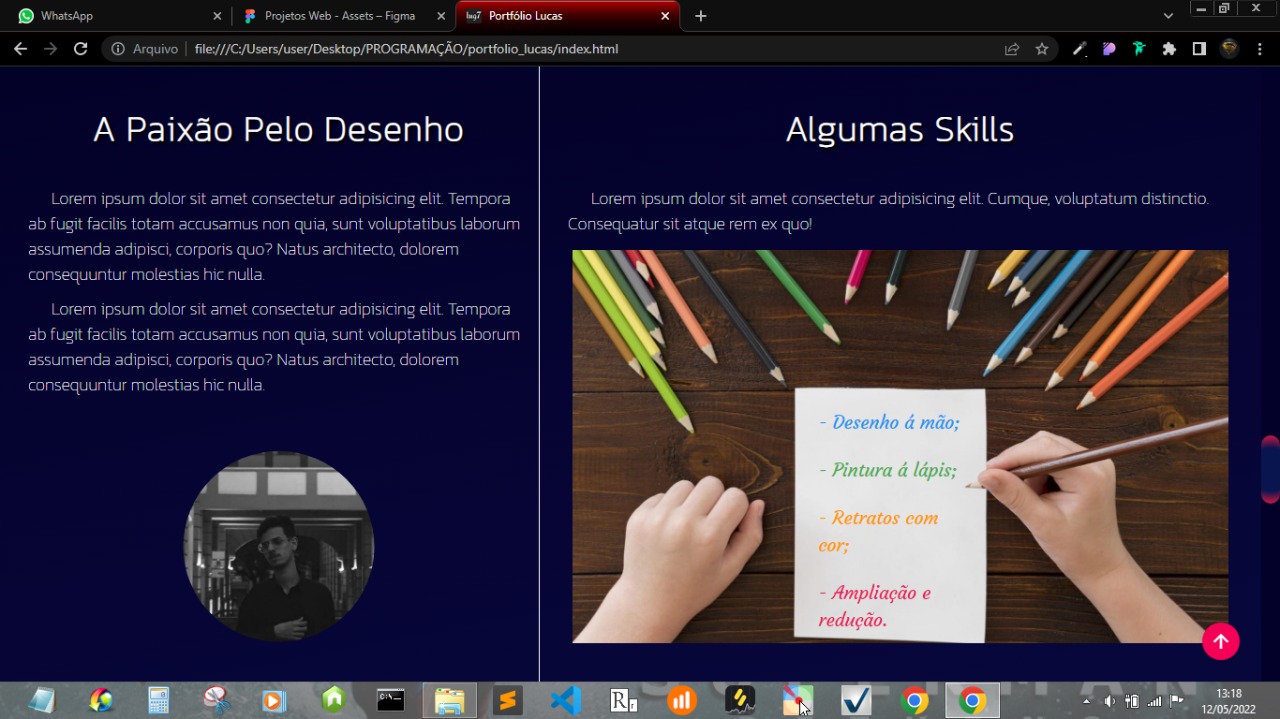 WhatsApp
Projetos Web - Assets – Figma
Portfólio Lucas
Arquivo
file:///C:/Users/user/Desktop/PROGRAMAÇÃO/portfolio_lucas/index.html
A Paixão Pelo Desenho
Lorem ipsum dolor sit amet consectetur adipisicing elit. Tempora
ab fugit facilis totam accusamus non quia, sunt voluptatibus laborum
assumenda adipisci, corporis quo? Natus architecto, dolorem
consequuntur molestias hic nulla.
Lorem ipsum dolor sit amet consectetur adipisicing elit. Tempora
ab fugit facilis totam accusamus non quia, sunt voluptatibus laborum
assumenda adipisci, corporis quo? Natus architecto, dolorem
consequuntur molestias hic nulla.
Algumas Skills
Lorem ipsum dolor sit amet consectetur adipisicing elit. Cumque, voluptatum distinctio.
Consequatur sit atque rem ex quo!
- Desenho á mão;
- Pintura á lápis;
- Retratos com
cor;
- Ampliação e
redução.
13:18
12/05/2022